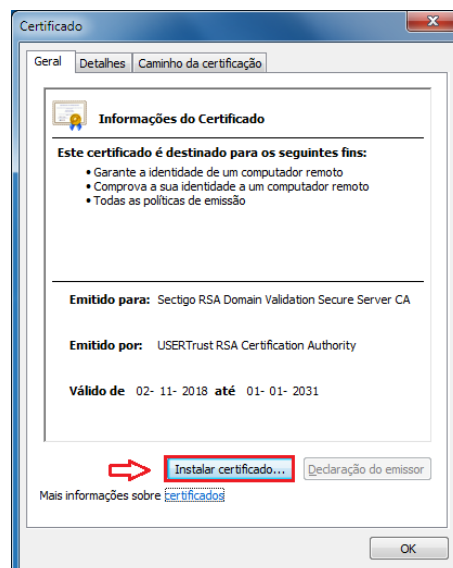 Certificado
Geral
Detalhes
Caminho da certificação
Informações do Certificado
Este certificado é destinado para os seguintes fins:
• Garante a identidade de um computador remoto
• Comprova a sua identidade a um computador remoto
• Todas as políticas de emissão
Emitido para: Sectigo RSA Domain Validation Secure Server CA
Emitido por: USERTrust RSA Certification Authority
Válido de 02- 11- 2018 até 01- 01- 2031
Instalar certificado...
Declaração do emissor
Mais informações sobre certificados
OK